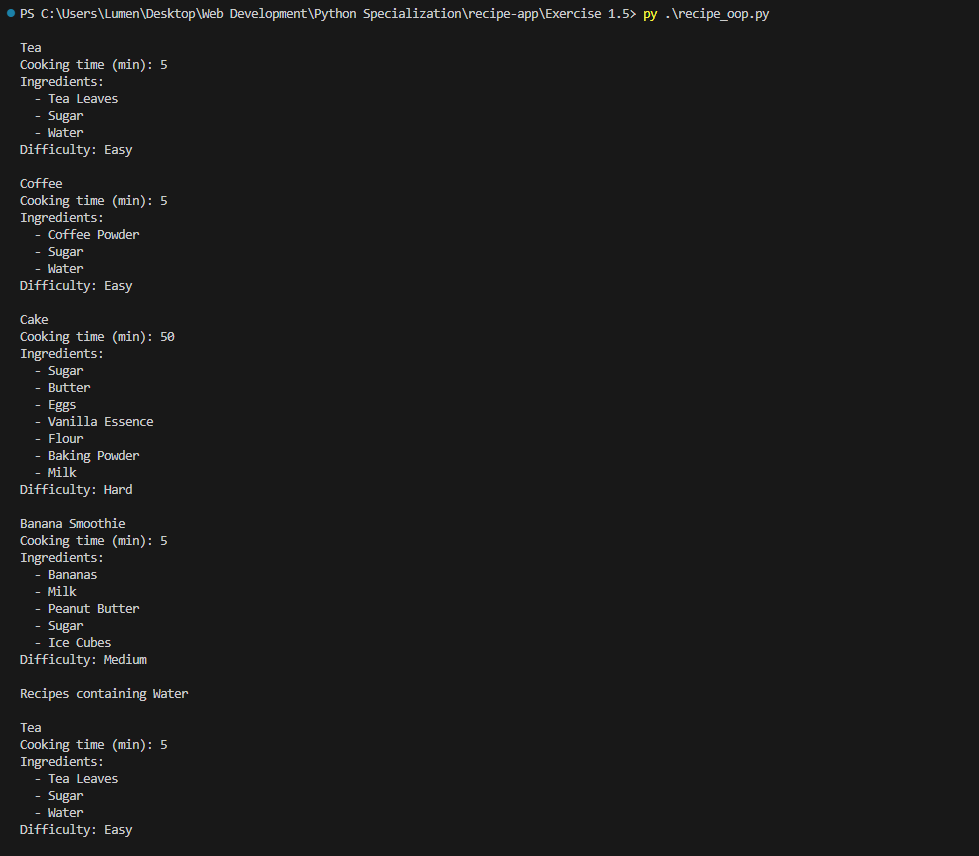 PS C:\Users\Lumen\Desktop\Web Development\Python Specialization\recipe-app\Exercise 1.5> py .\recipe_oop.py
Tea
Cooking time (min): 5
Ingredients:
- Tea Leaves
- Sugar
- Water
Difficulty: Easy
Coffee
Cooking time (min): 5
Ingredients:
- Coffee Powder
- Sugar
- Water
Difficulty: Easy
Cake
Cooking time (min): 50
Ingredients:
- Sugar
- Butter
- Eggs
- Vanilla Essence
- Flour
- Baking Powder
- Milk
Difficulty: Hard
Banana Smoothie
Cooking time (min): 5
Ingredients:
- Bananas
- Milk
- Peanut Butter
- Sugar
- Ice Cubes
Difficulty: Medium
Recipes containing Water
Tea
Cooking time (min): 5
Ingredients:
- Tea Leaves
- Sugar
- Water
Difficulty: Easy